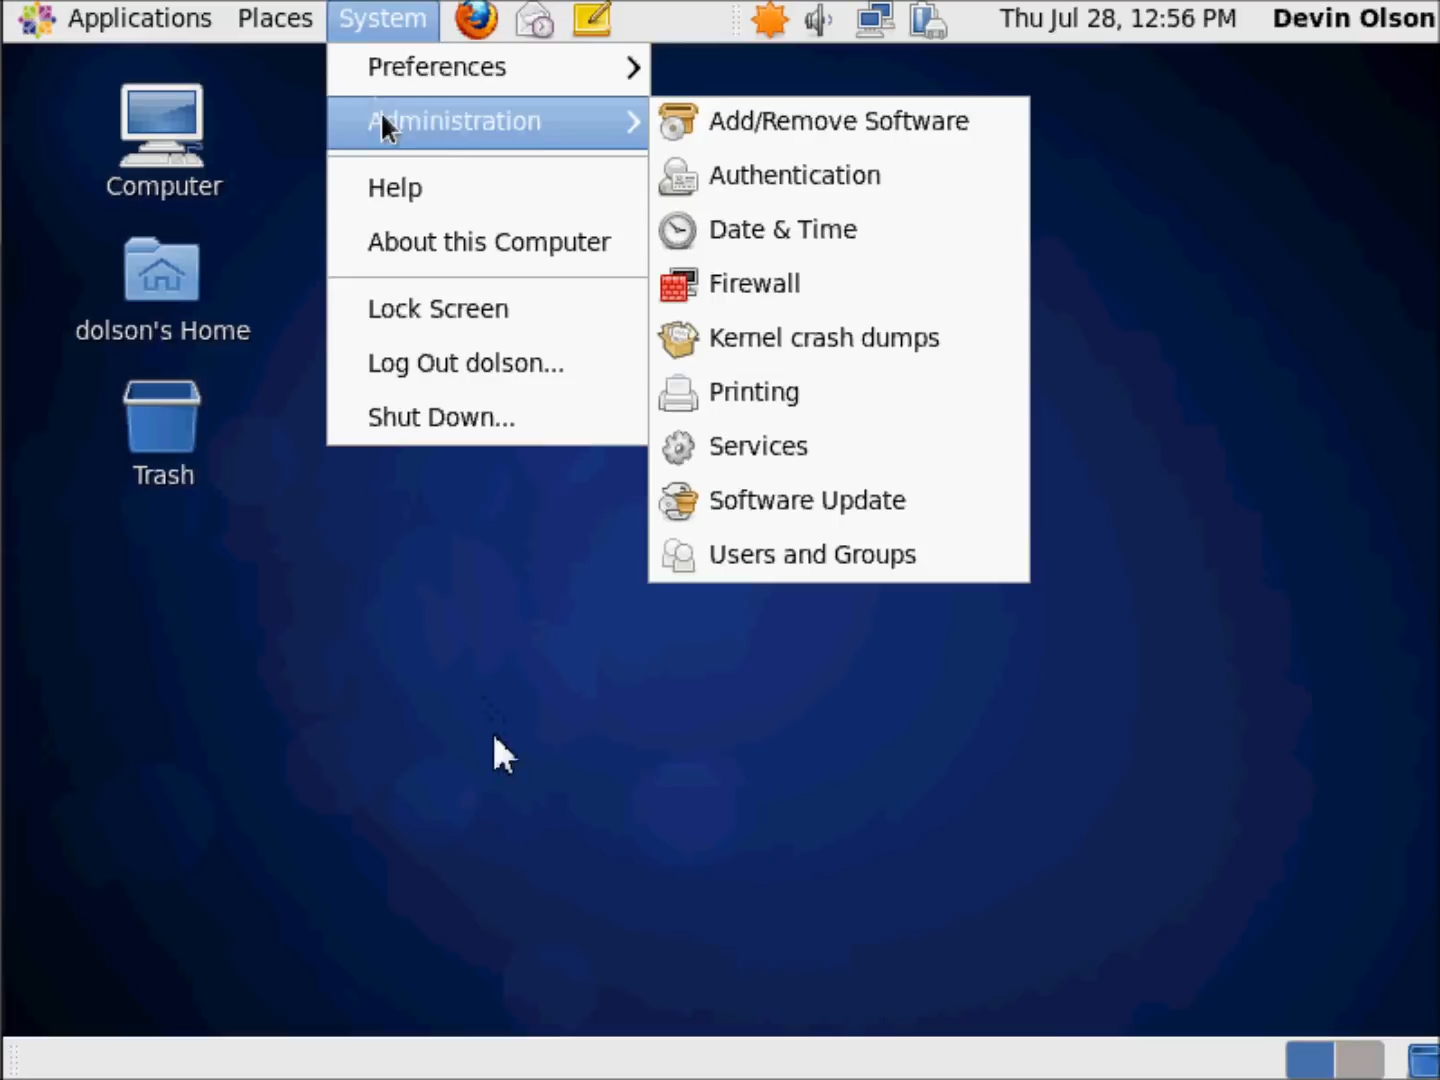 Applications Places System Thu Jul 28, 12:56 PM Devin Olson
Preferences
Administration
Help
About this Computer
Lock Screen
Log Out dolson...
Shut Down...
Add/Remove Software
Authentication
Date & Time
Firewall
Kernel crash dumps
Printing
Services
Software Update
Users and Groups
Computer
dolson's Home
Trash